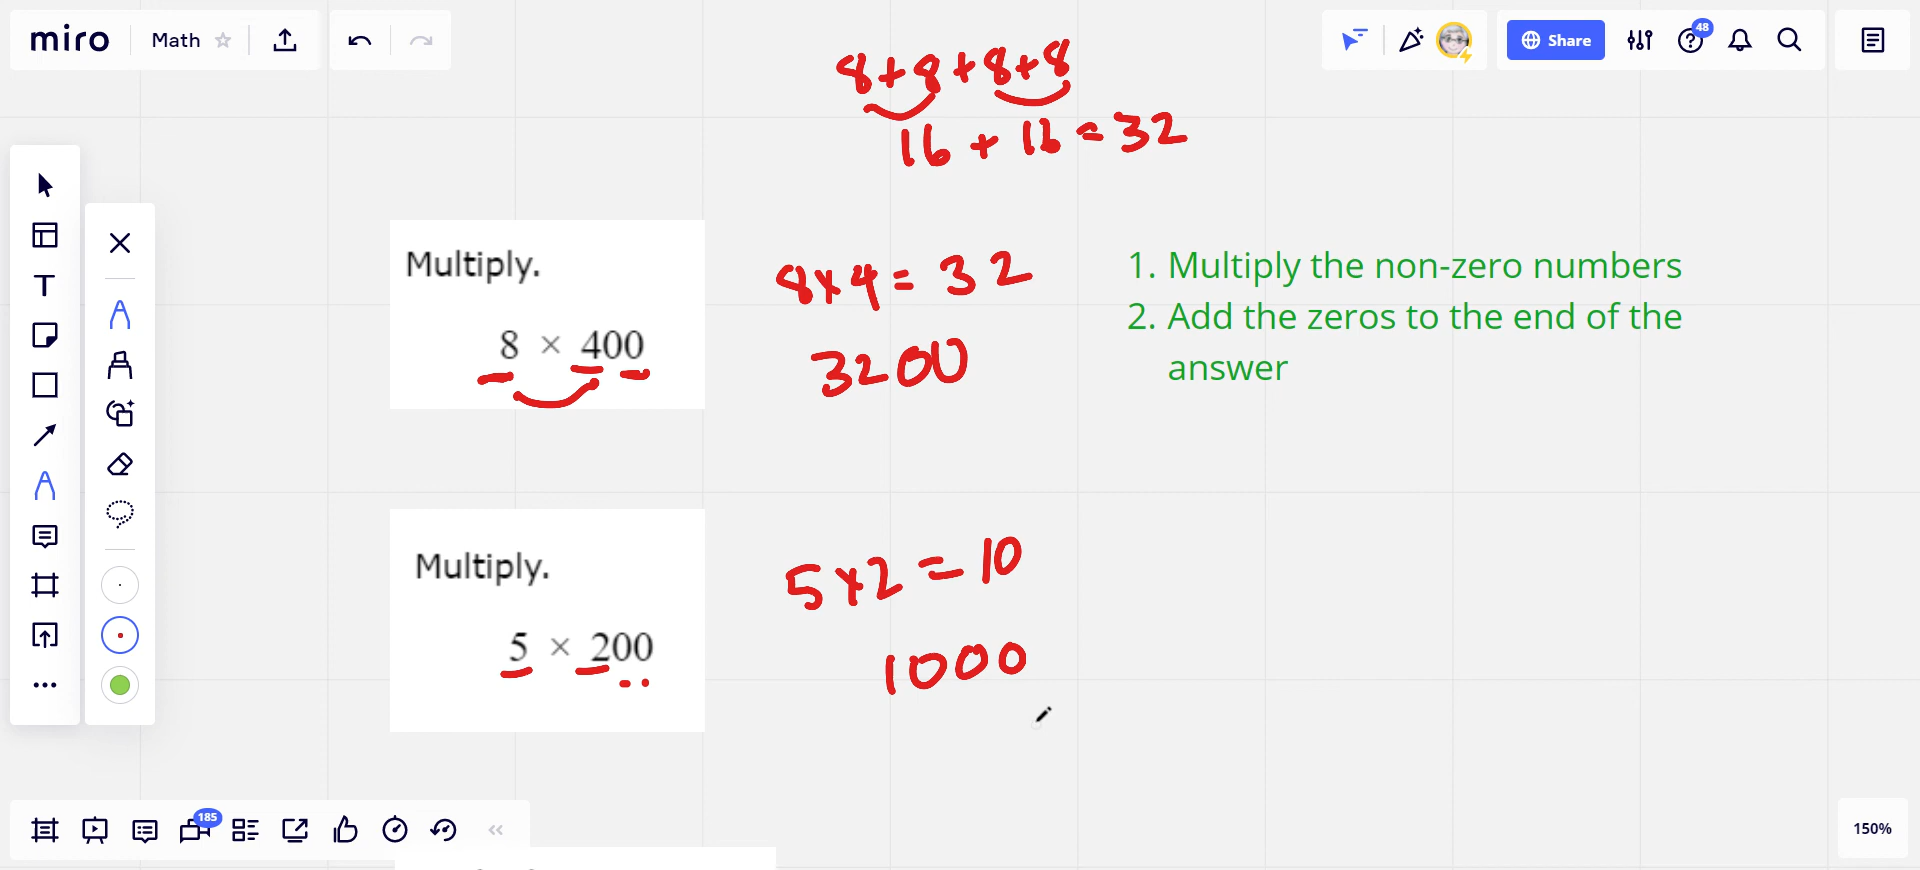 miro
Math
Share
48
8+8+8+8
16 + 16 = 32
Multiply.
8 × 400
8x4 = 32
3200
1. Multiply the non-zero numbers
2. Add the zeros to the end of the
answer
Multiply.
5 × 200
5x2 = 10
1000
185
150%